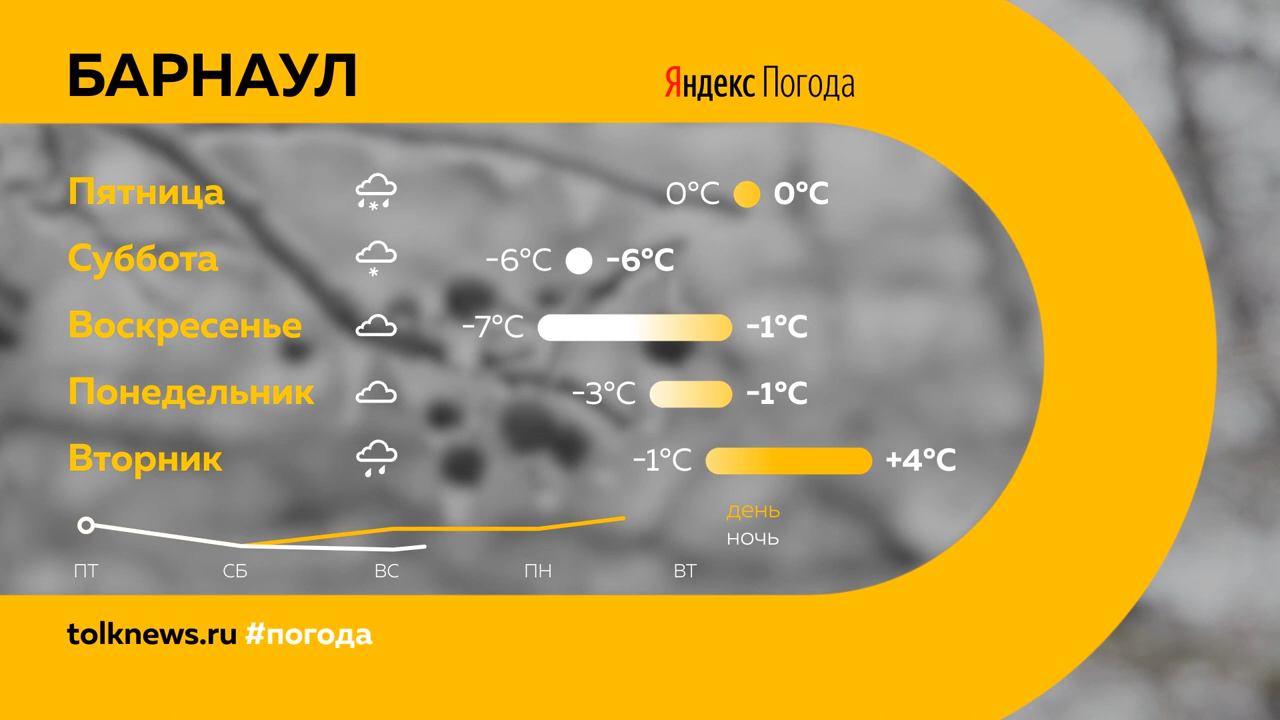 БАРНАУЛ
Яндекс Погода
Пятница 0°C 0°C
Суббота -6°C -6°C
Воскресенье -7°C -1°C
Понедельник -3°C -1°C
Вторник -1°C +4°C
день
ночь
ПТ СБ ВС ПН ВТ
tolknews.ru #погода